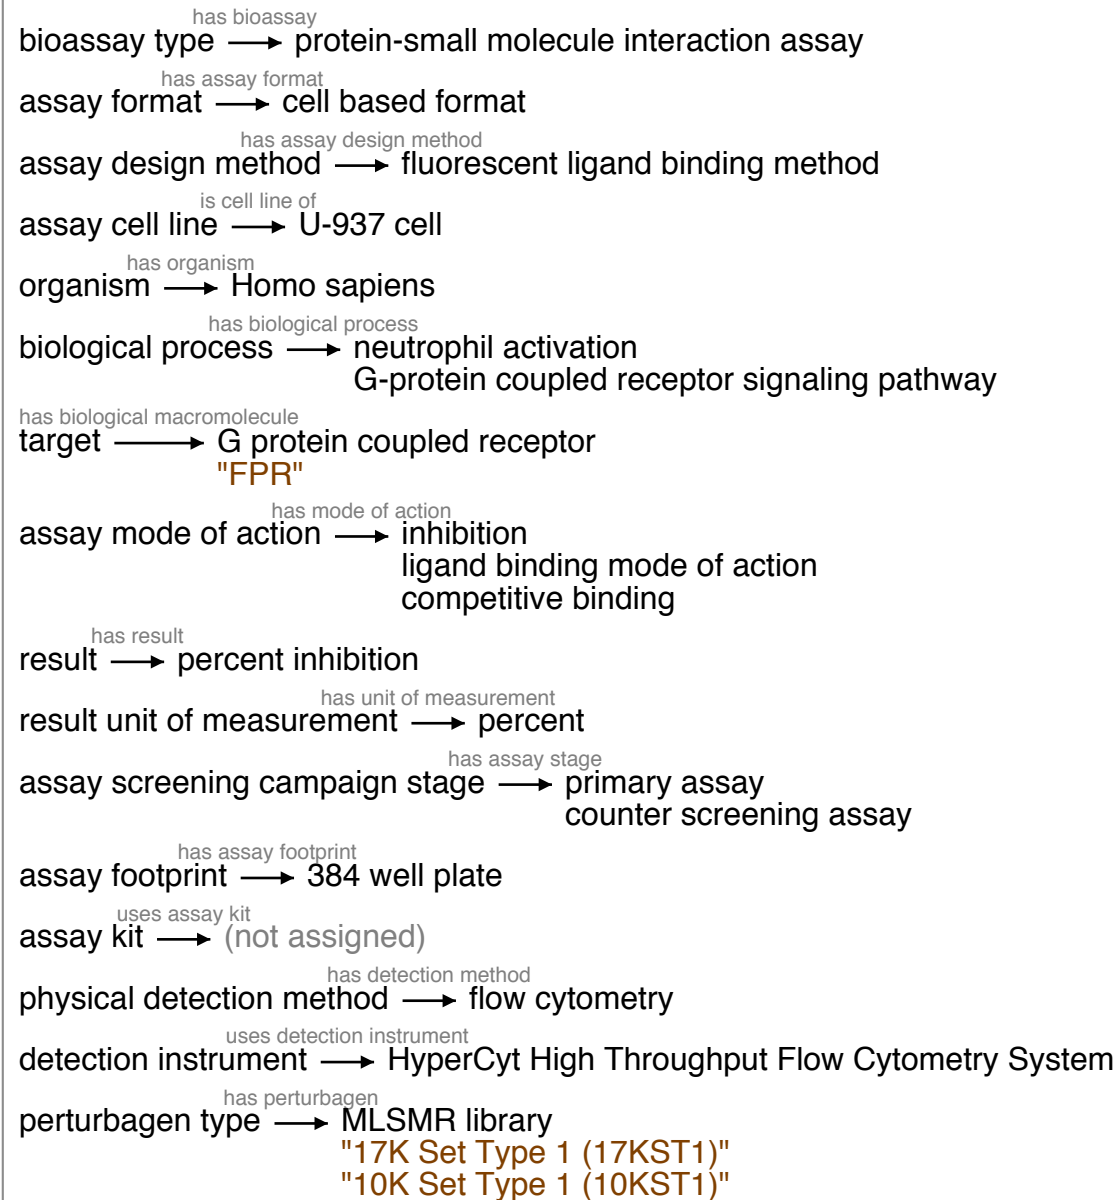 has bioassay
bioassay type → protein-small molecule interaction assay
has assay format
assay format → cell based format
has assay design method
assay design method → fluorescent ligand binding method
is cell line of
assay cell line → U-937 cell
has organism
organism → Homo sapiens
has biological process
biological process → neutrophil activation
G-protein coupled receptor signaling pathway
has biological macromolecule
target → G protein coupled receptor
"FPR"
has mode of action
assay mode of action → inhibition
ligand binding mode of action
competitive binding
has result
result → percent inhibition
has unit of measurement
result unit of measurement → percent
has assay stage
assay screening campaign stage → primary assay
counter screening assay
has assay footprint
assay footprint → 384 well plate
uses assay kit
assay kit → (not assigned)
has detection method
physical detection method → flow cytometry
uses detection instrument
detection instrument → HyperCyt High Throughput Flow Cytometry System
has perturbagen
perturbagen type → MLSMR library
"17K Set Type 1 (17KST1)"
"10K Set Type 1 (10KST1)"